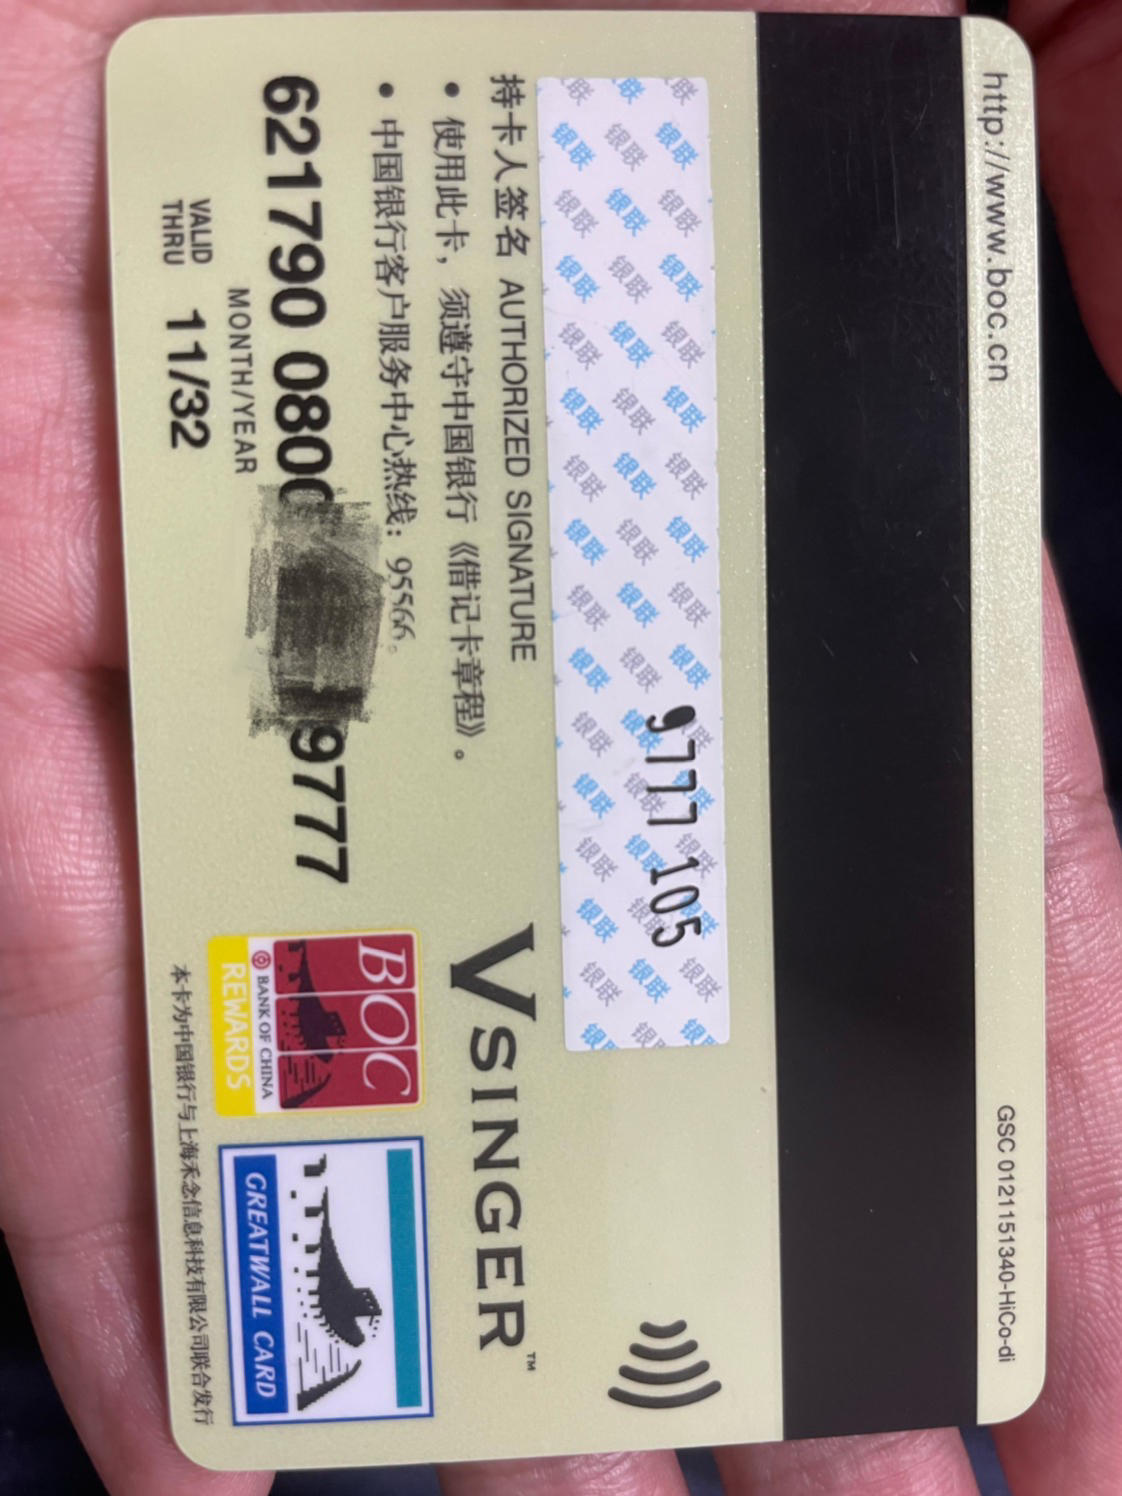 http://www.boc.cn
GSC 0121151340-HiCo-di
9777 105
持卡人签名 AUTHORIZED SIGNATURE
• 使用此卡，须遵守中国银行《借记卡章程》。
• 中国银行客户服务中心热线：95566。
621790 0800
9777
MONTH/YEAR
VALID THRU 11/32
VSINGER™
BOC
BANK OF CHINA
REWARDS
GREATWALL CARD
本卡为中国银行与上海禾念信息科技有限公司联合发行